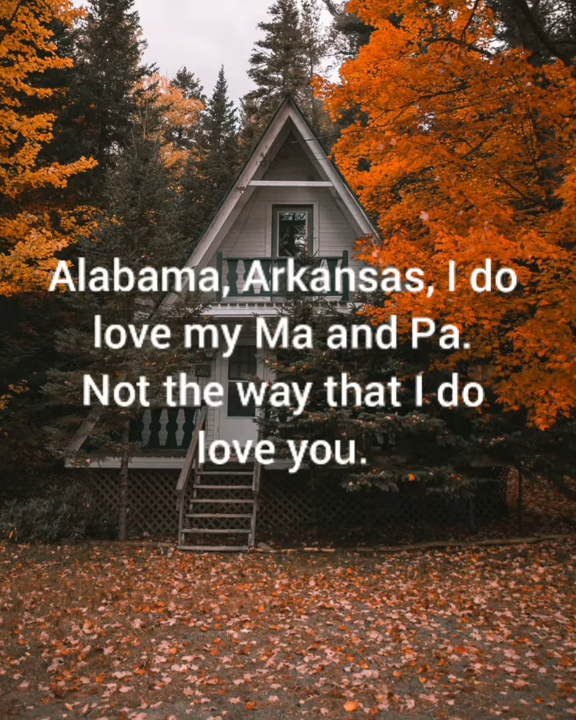 Alabama, Arkansas, I do
love my Ma and Pa.
Not the way that I do
love you.